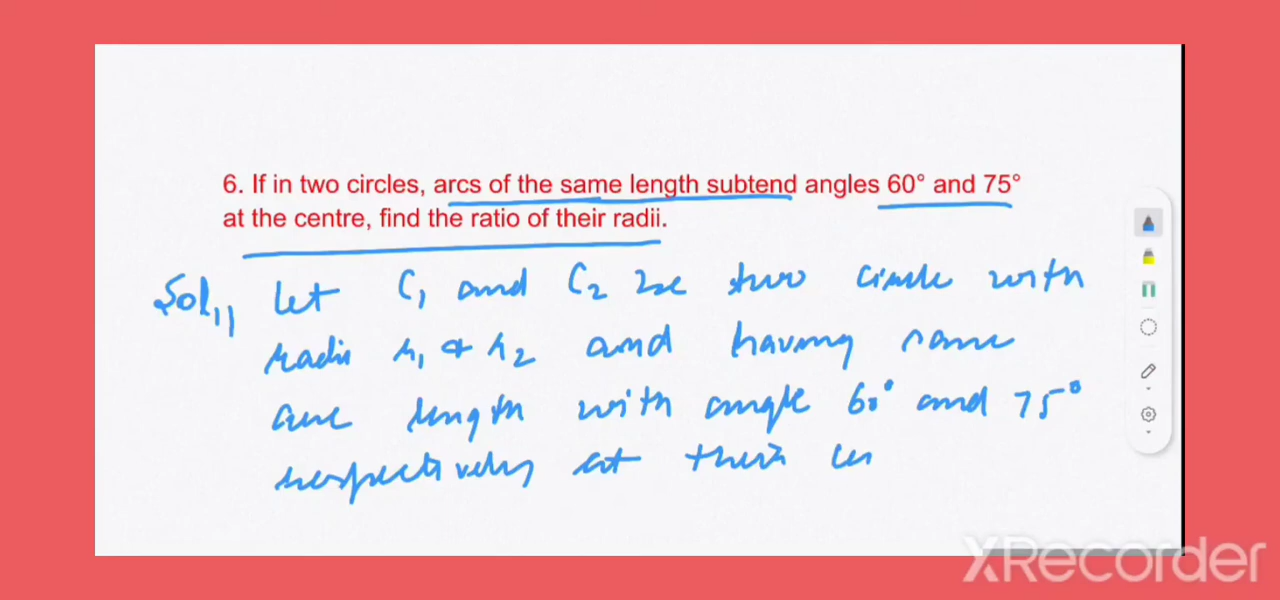 6. If in two circles, arcs of the same length subtend angles 60° and 75°
at the centre, find the ratio of their radii.
Sol,, Let C₁ and C₂ be two circle with
radii r₁ & r₂ and having same
arc length with angle 60° and 75°
respectively at their cen
XRecorder